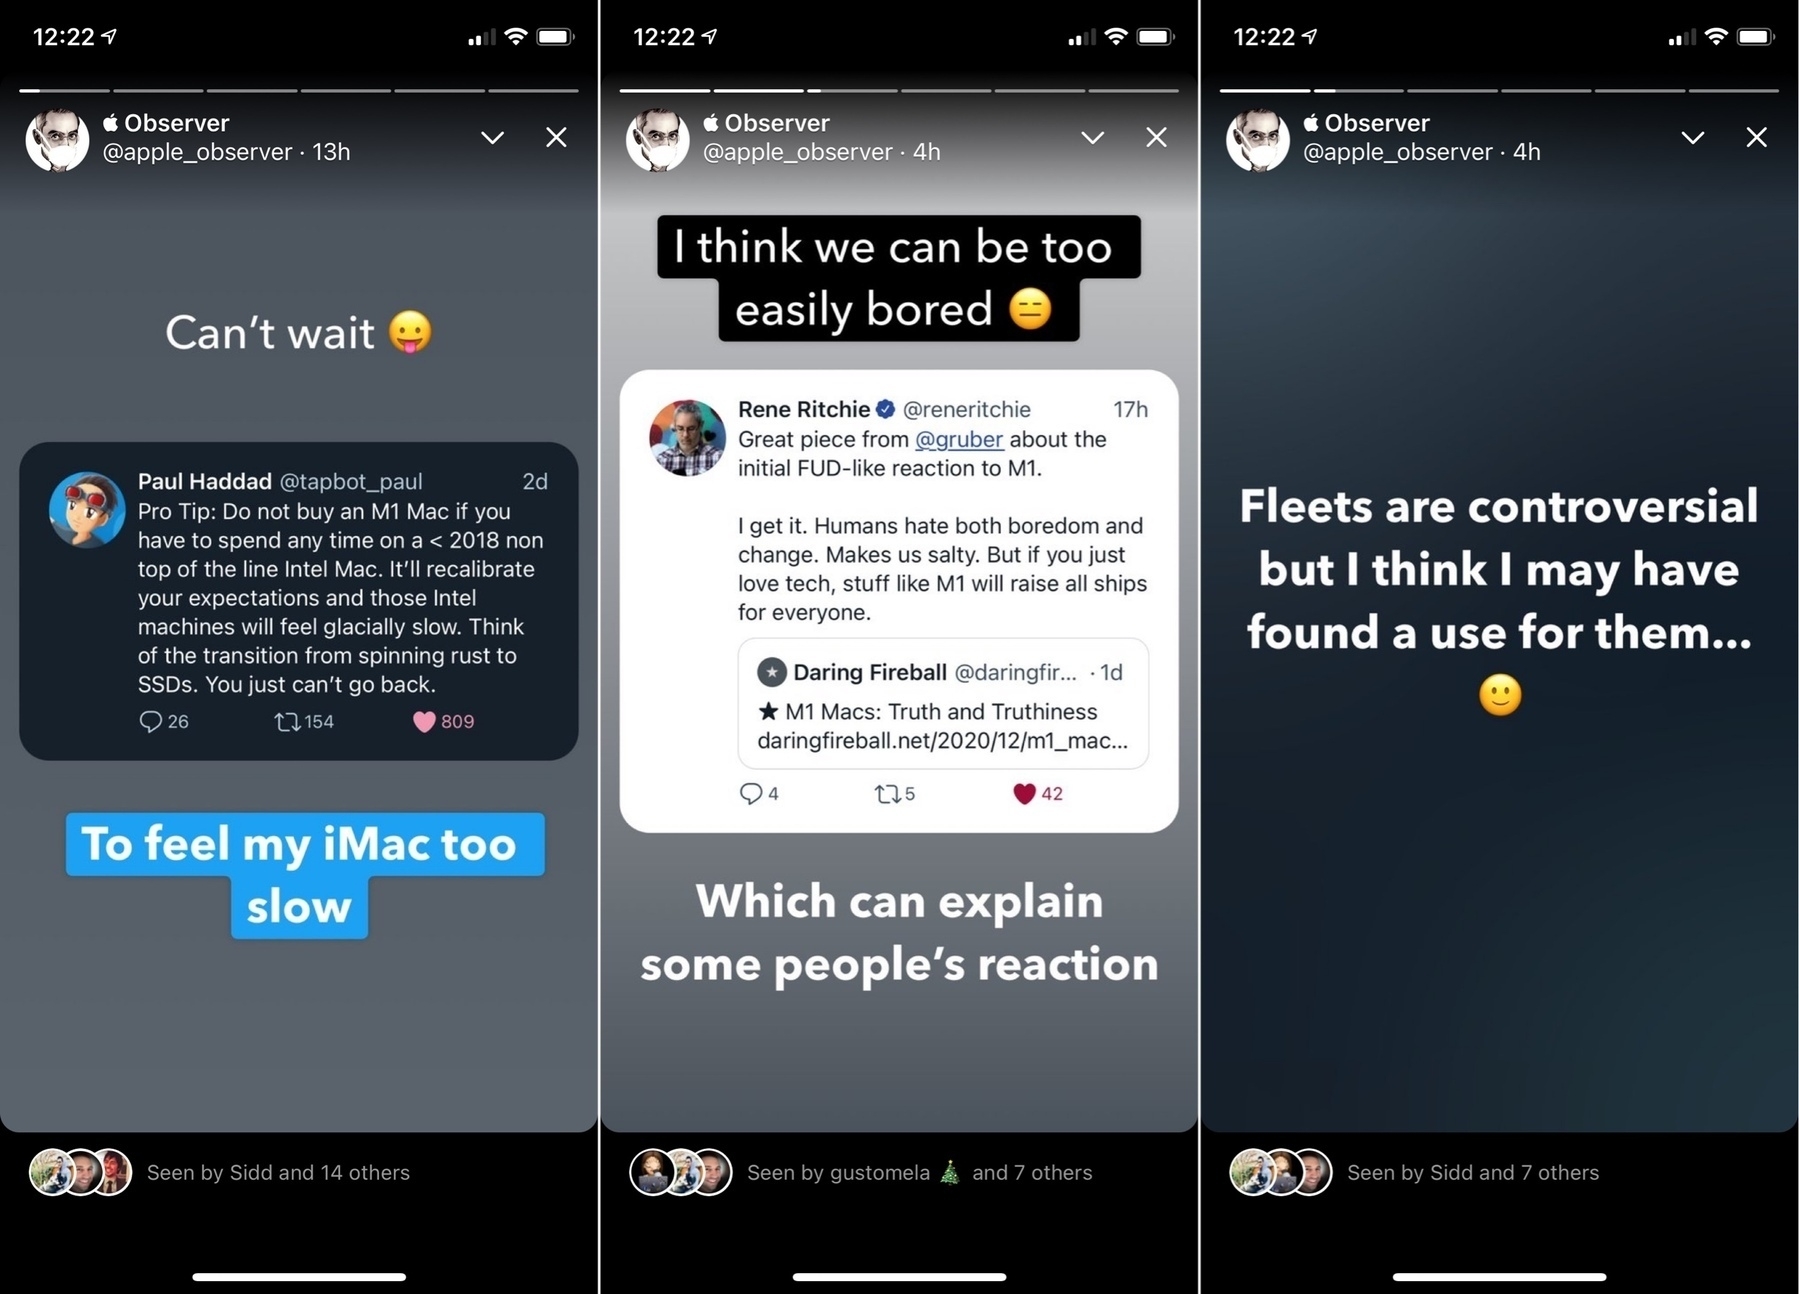 12:22
Observer
@apple_observer · 13h
Can't wait 😛
Paul Haddad @tapbot_paul 2d
Pro Tip: Do not buy an M1 Mac if you
have to spend any time on a < 2018 non
top of the line Intel Mac. It'll recalibrate
your expectations and those Intel
machines will feel glacially slow. Think
of the transition from spinning rust to
SSDs. You just can't go back.
26 154 809
To feel my iMac too
slow
Seen by Sidd and 14 others
12:22
Observer
@apple_observer · 4h
I think we can be too
easily bored 😑
Rene Ritchie @reneritchie 17h
Great piece from @gruber about the
initial FUD-like reaction to M1.
I get it. Humans hate both boredom and
change. Makes us salty. But if you just
love tech, stuff like M1 will raise all ships
for everyone.
Daring Fireball @daringfir... · 1d
★ M1 Macs: Truth and Truthiness
daringfireball.net/2020/12/m1_mac...
4 5 42
Which can explain
some people's reaction
Seen by gustomela 🎄 and 7 others
12:22
Observer
@apple_observer · 4h
Fleets are controversial
but I think I may have
found a use for them...
🙂
Seen by Sidd and 7 others